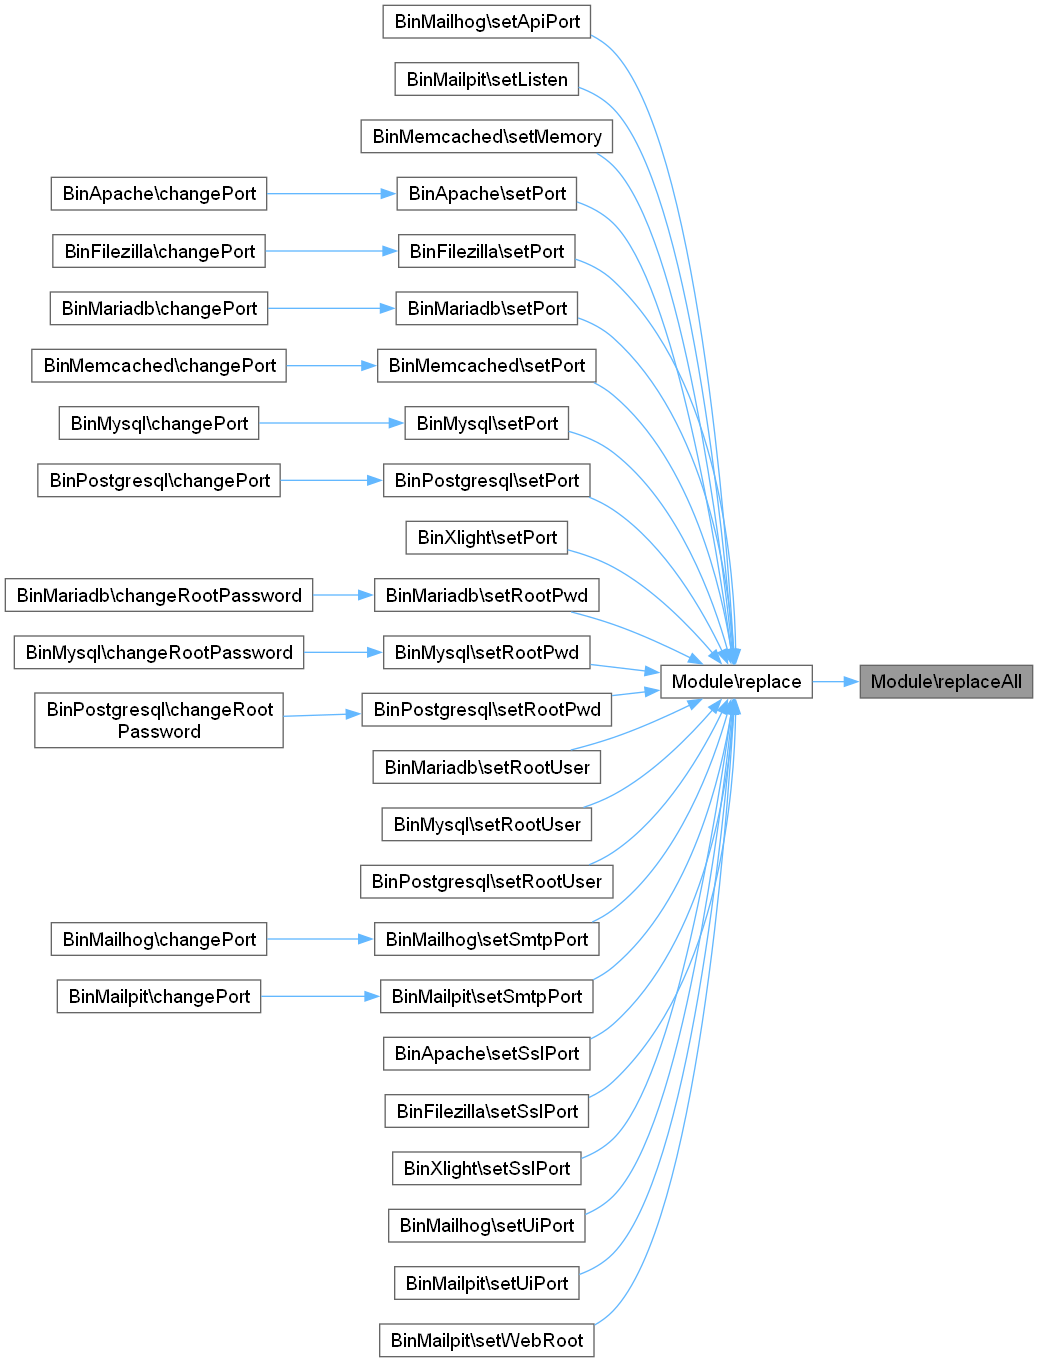 BinMailhog\setApiPort
BinMailpit\setListen
BinMemcached\setMemory
BinApache\changePort
BinApache\setPort
BinFilezilla\changePort
BinFilezilla\setPort
BinMariadb\changePort
BinMariadb\setPort
BinMemcached\changePort
BinMemcached\setPort
BinMysql\changePort
BinMysql\setPort
BinPostgresql\changePort
BinPostgresql\setPort
BinXlight\setPort
BinMariadb\changeRootPassword
BinMariadb\setRootPwd
BinMysql\changeRootPassword
BinMysql\setRootPwd
Module\replace
Module\replaceAll
BinPostgresql\changeRoot
Password
BinPostgresql\setRootPwd
BinMariadb\setRootUser
BinMysql\setRootUser
BinPostgresql\setRootUser
BinMailhog\changePort
BinMailhog\setSmtpPort
BinMailpit\changePort
BinMailpit\setSmtpPort
BinApache\setSslPort
BinFilezilla\setSslPort
BinXlight\setSslPort
BinMailhog\setUiPort
BinMailpit\setUiPort
BinMailpit\setWebRoot